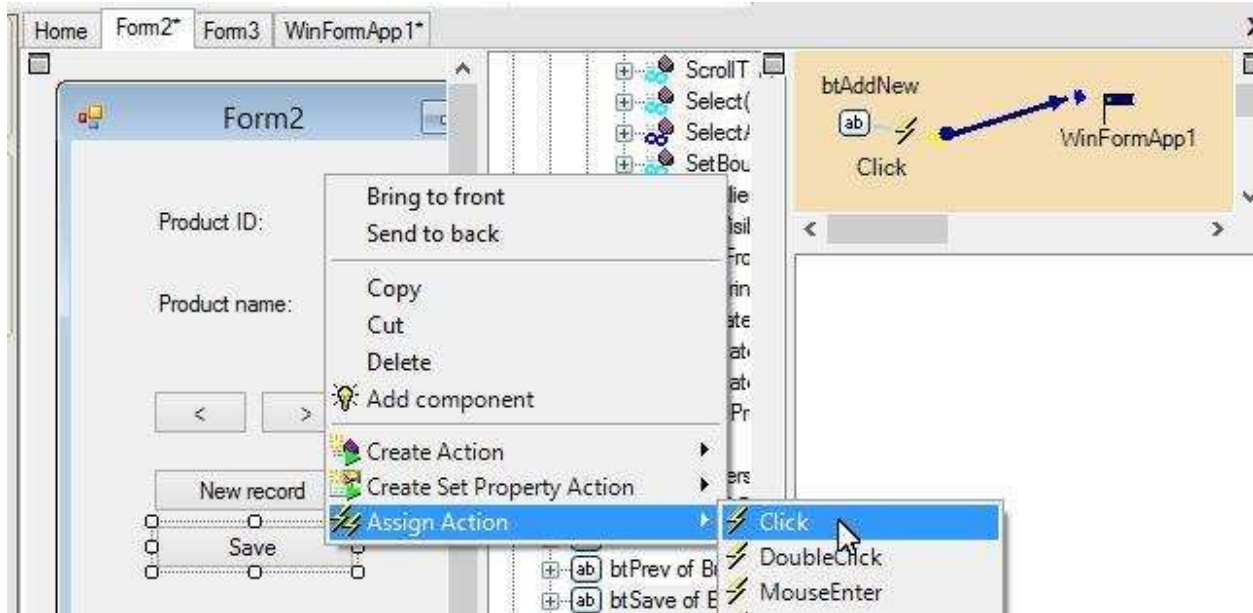 Home Form2* Form3 WinFormApp1*
Form2
Product ID:
Product name:
< >
New record
Save
Bring to front
Send to back
Copy
Cut
Delete
Add component
Create Action
Create Set Property Action
Assign Action
Click
DoubleClick
MouseEnter
ScrollT
Select(
SelectA
SetBou
btPrev of B
btSave of B
btAddNew
ab
Click
WinFormApp1